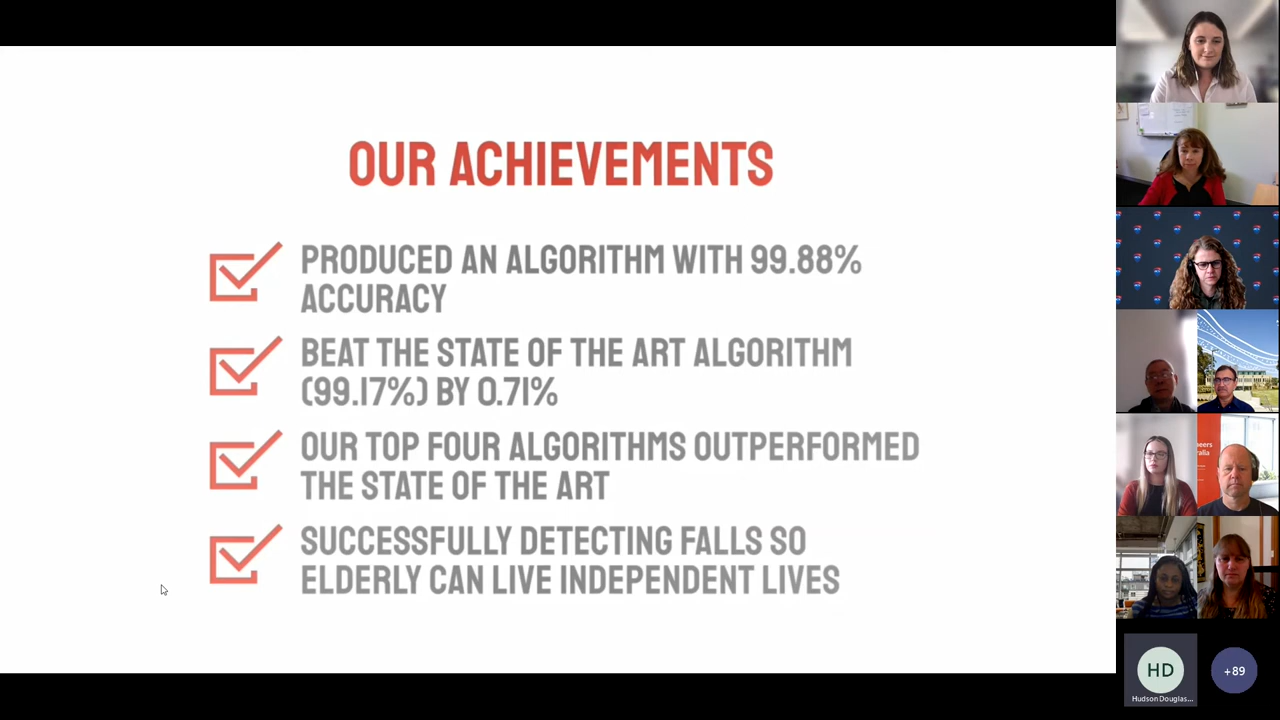 OUR ACHIEVEMENTS
PRODUCED AN ALGORITHM WITH 99.88%
ACCURACY
BEAT THE STATE OF THE ART ALGORITHM
(99.17%) BY 0.71%
OUR TOP FOUR ALGORITHMS OUTPERFORMED
THE STATE OF THE ART
SUCCESSFULLY DETECTING FALLS SO
ELDERLY CAN LIVE INDEPENDENT LIVES
HD
Hudson Douglas...
+89